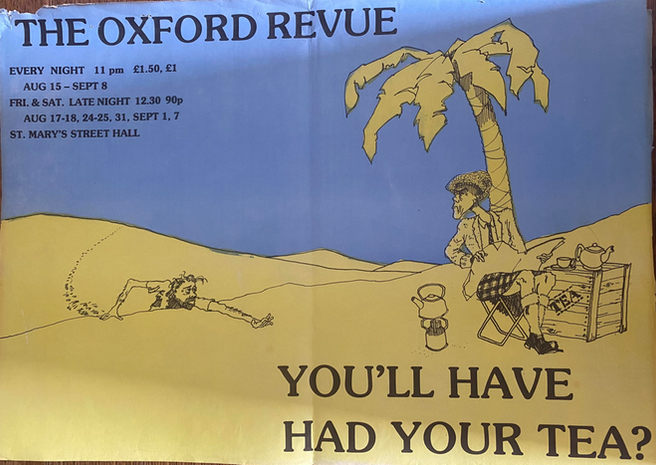 THE OXFORD REVUE
EVERY NIGHT 11 pm £1.50, £1
AUG 15 – SEPT 8
FRI. & SAT. LATE NIGHT 12.30 90p
AUG 17-18, 24-25, 31, SEPT 1, 7
ST. MARY'S STREET HALL
TEA
YOU'LL HAVE
HAD YOUR TEA?